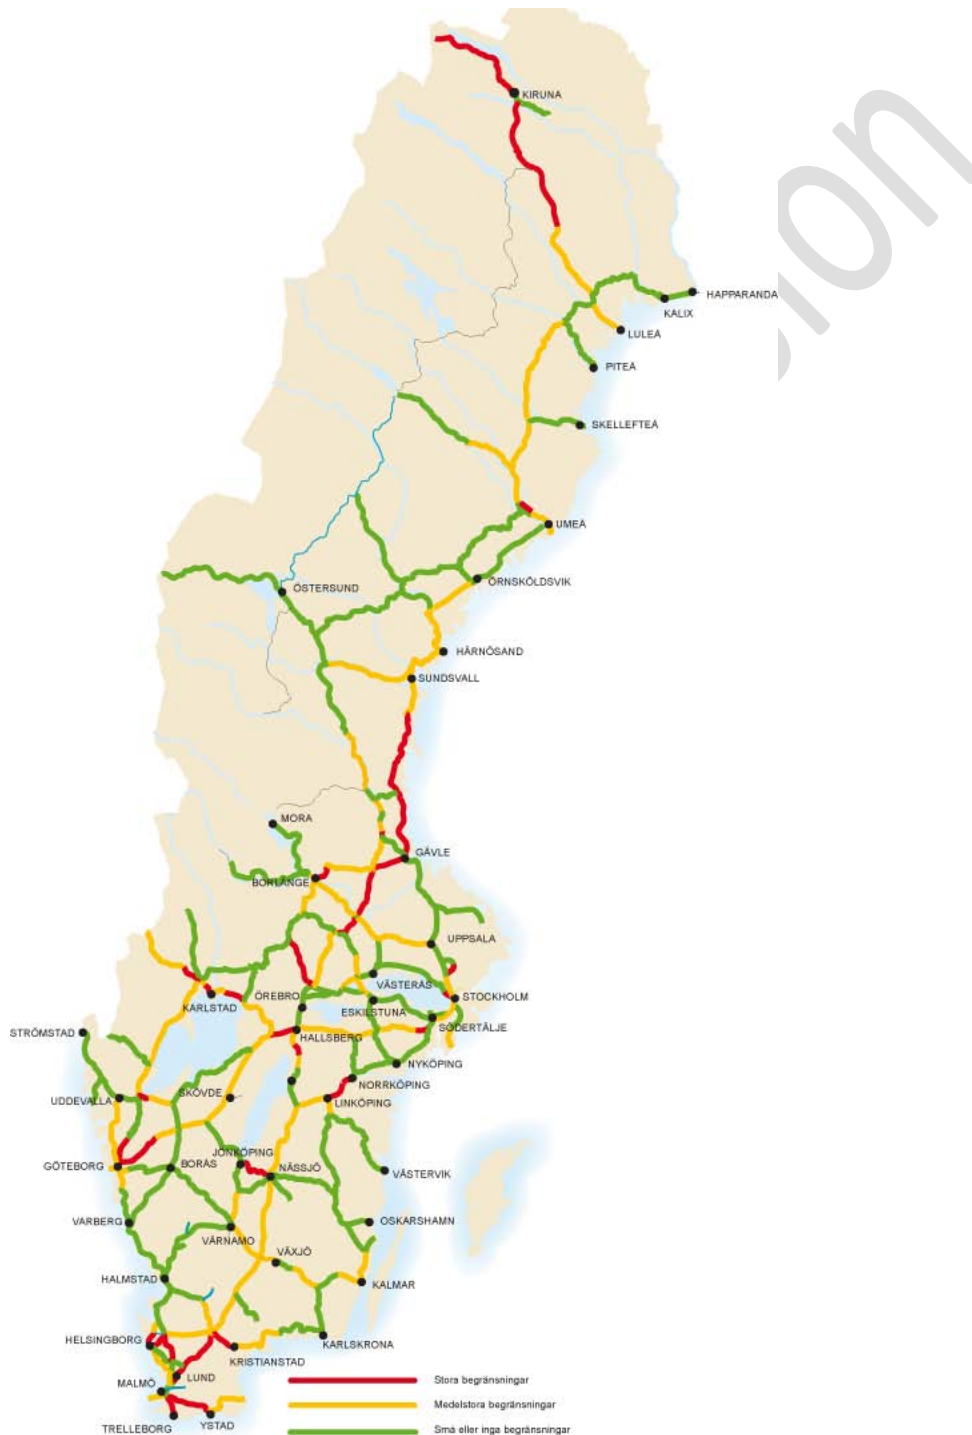 KIRUNA
HAPPARANDA
KALIX
LULEÅ
PITEÅ
SKELLEFTEÅ
UMEÅ
ÖRNSKÖLDSVIK
ÖSTERSUND
HÄRNÖSAND
SUNDSVALL
MORA
GÄVLE
BORLÄNGE
UPPSALA
VÄSTERÅS
KARLSTAD
ÖREBRO
STOCKHOLM
ESKILSTUNA
SÖDERTÄLJE
STRÖMSTAD
HALLSBERG
NYKÖPING
NORRKÖPING
UDDEVALLA
SKÖVDE
LINKÖPING
JÖNKÖPING
GÖTEBORG
BORÅS
NÄSSJÖ
VÄSTERVIK
VARBERG
OSKARSHAMN
VÄRNAMO
VÄXJÖ
HALMSTAD
KALMAR
HELSINGBORG
KARLSKRONA
KRISTIANSTAD
LUND
MALMÖ
TRELLEBORG
YSTAD
Stora begränsningar
Medelstora begränsningar
Små eller inga begränsningar